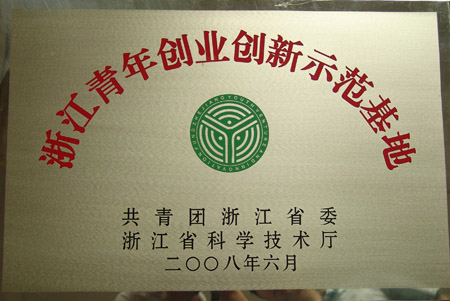 浙江青年创业创新示范基地
共青团浙江省委
浙江省科学技术厅
二〇〇八年六月